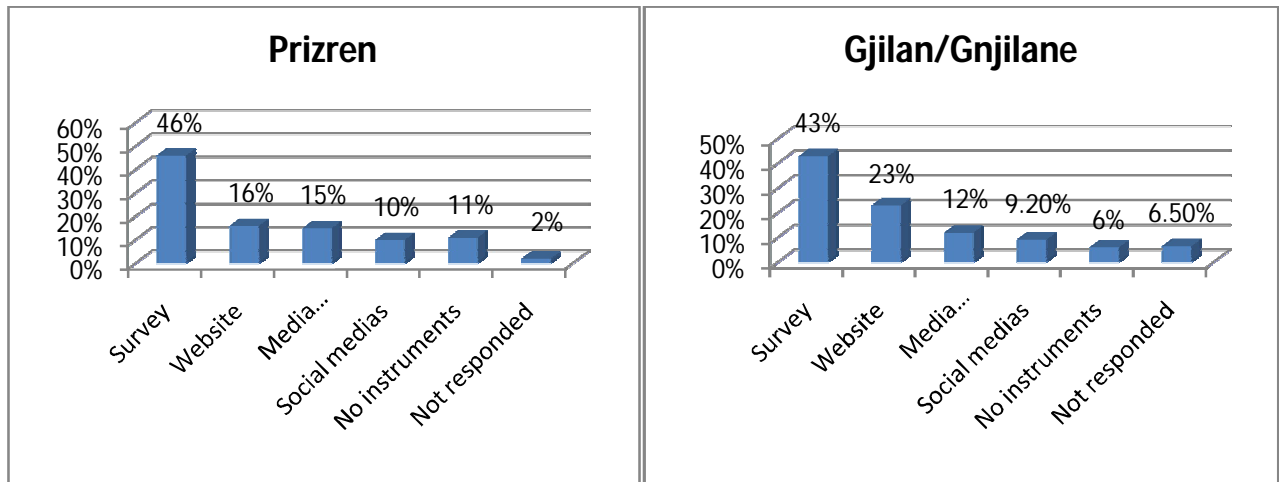 Prizren
60%
50%
40%
30%
20%
10%
0%
46%
16%
15%
10%
11%
2%
Survey
Website
Media...
Social medias
No instruments
Not responded
Gjilan/Gnjilane
50%
40%
30%
20%
10%
0%
43%
23%
12%
9.20%
6%
6.50%
Survey
Website
Media...
Social medias
No instruments
Not responded